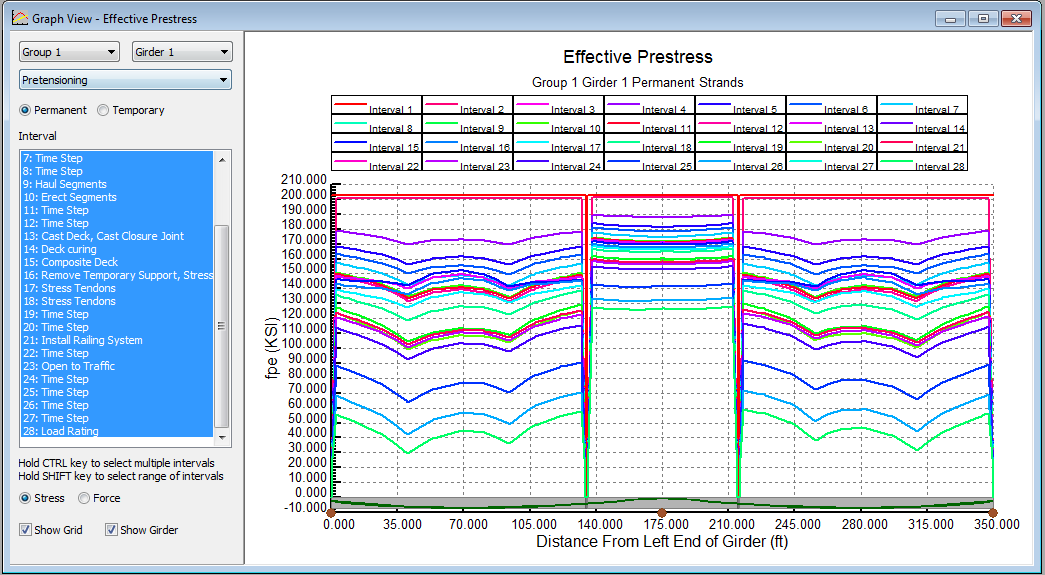 Graph View - Effective Prestress
Group 1 Girder 1
Pretensioning
Permanent Temporary
Interval
7: Time Step
8: Time Step
9: Haul Segments
10: Erect Segments
11: Time Step
12: Time Step
13: Cast Deck, Cast Closure Joint
14: Deck curing
15: Composite Deck
16: Remove Temporary Support, Stress
17: Stress Tendons
18: Stress Tendons
19: Time Step
20: Time Step
21: Install Railing System
22: Time Step
23: Open to Traffic
24: Time Step
25: Time Step
26: Time Step
27: Time Step
28: Load Rating
Hold CTRL key to select multiple intervals
Hold SHIFT key to select range of intervals
Stress Force
Show Grid Show Girder
Effective Prestress
Group 1 Girder 1 Permanent Strands
Interval 1 Interval 2 Interval 3 Interval 4 Interval 5 Interval 6 Interval 7
Interval 8 Interval 9 Interval 10 Interval 11 Interval 12 Interval 13 Interval 14
Interval 15 Interval 16 Interval 17 Interval 18 Interval 19 Interval 20 Interval 21
Interval 22 Interval 23 Interval 24 Interval 25 Interval 26 Interval 27 Interval 28
fpe (KSI)
210.000
200.000
190.000
180.000
170.000
160.000
150.000
140.000
130.000
120.000
110.000
100.000
90.000
80.000
70.000
60.000
50.000
40.000
30.000
20.000
10.000
0.000
-10.000
0.000 35.000 70.000 105.000 140.000 175.000 210.000 245.000 280.000 315.000 350.000
Distance From Left End of Girder (ft)